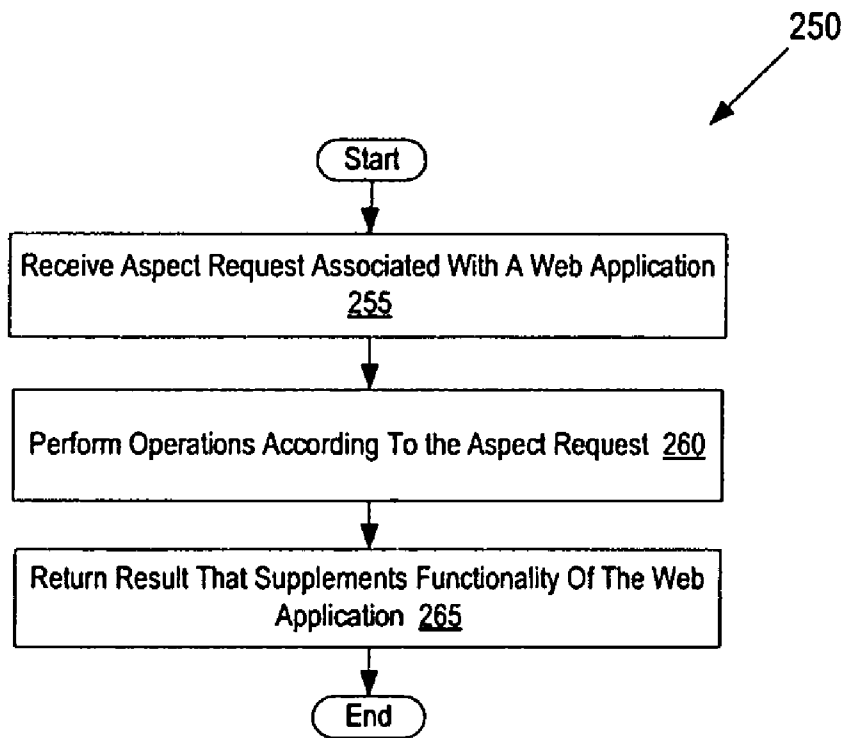 250
Start
Receive Aspect Request Associated With A Web Application
255
Perform Operations According To the Aspect Request 260
Return Result That Supplements Functionality Of The Web
Application 265
End